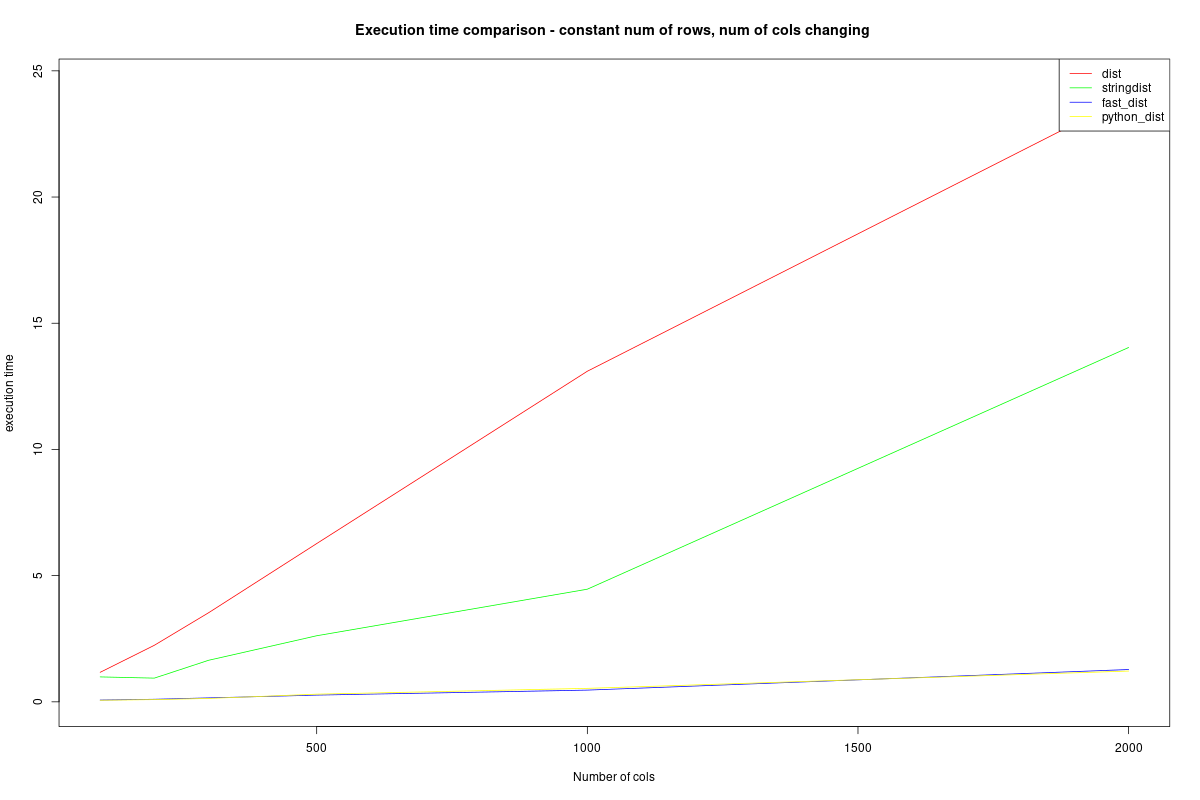 Execution time comparison - constant num of rows, num of cols changing
25
20
15
10
5
0
execution time
dist
stringdist
fast_dist
python_dist
500
1000
1500
2000
Number of cols